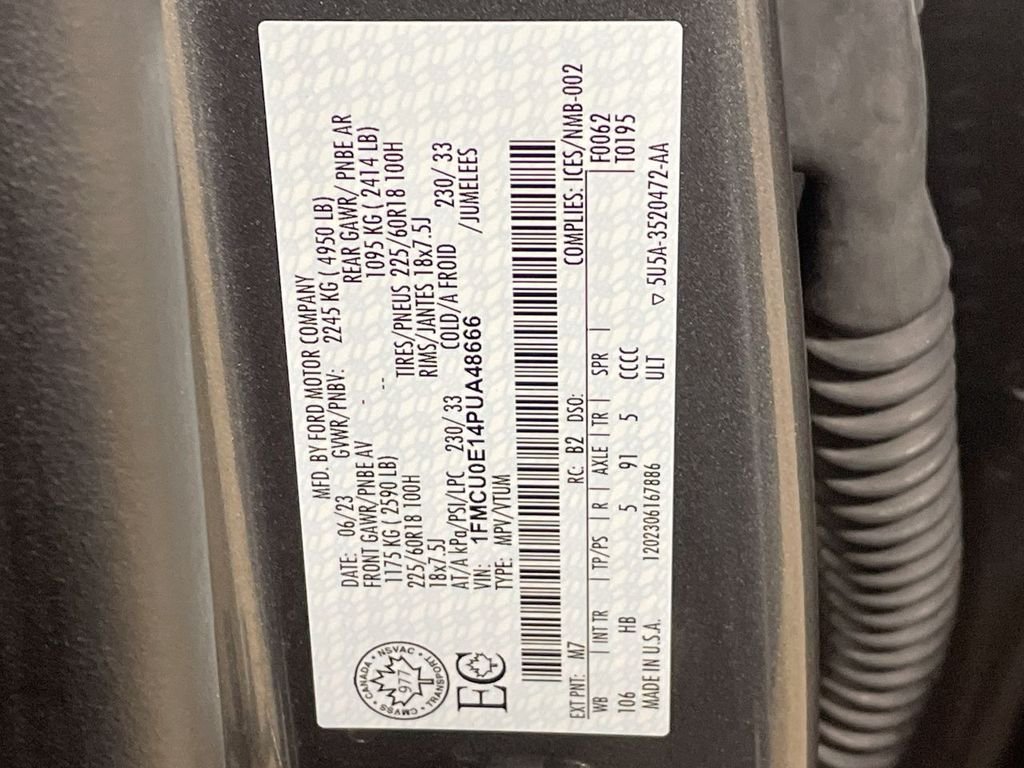 MFD. BY FORD MOTOR COMPANY
DATE: 06/23 GVWR/PNBV: 2245 KG ( 4950 LB)
FRONT GAWR/PNBE AV REAR GAWR/ PNBE AR
1175 KG ( 2590 LB) - -- 1095 KG ( 2414 LB)
225/60R18 100H TIRES/PNEUS 225/60R18 100H
18x7.5J RIMS/JANTES 18x7.5J
AT/A kPa/PSI/LPC 230/ 33 COLD/A FROID 230/ 33
VIN: 1FMCU0E14PUA48666 /JUMELEES
TYPE: MPV/VTUM
CANADA • NSVAC • TRANSPORT • CMVSS •
977
EC
EXT PNT: M7 RC: B2 DSO: COMPLIES: ICES/NMB-002
WB | INT TR | TP/PS | R | AXLE | TR | SPR | F0062
106 HB 5 91 5 CCCC T0195
MADE IN U.S.A. 120230616788​6 ULT ▽ 5U5A-3520472-AA